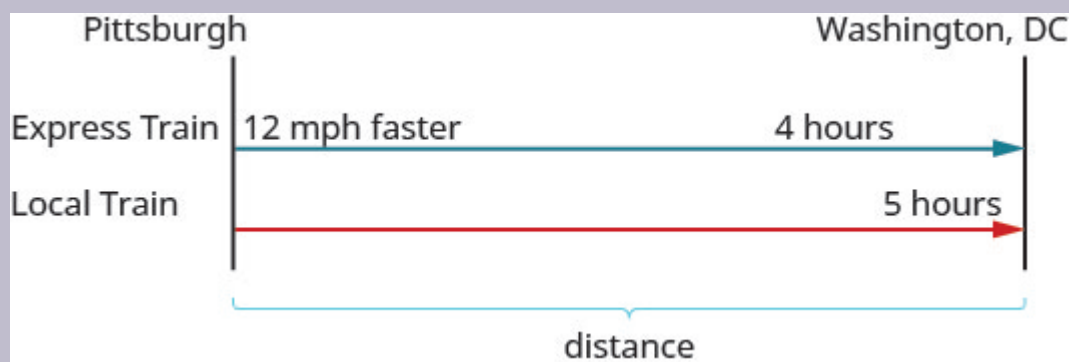 Pittsburgh Washington, DC
Express Train 12 mph faster 4 hours
Local Train 5 hours
distance